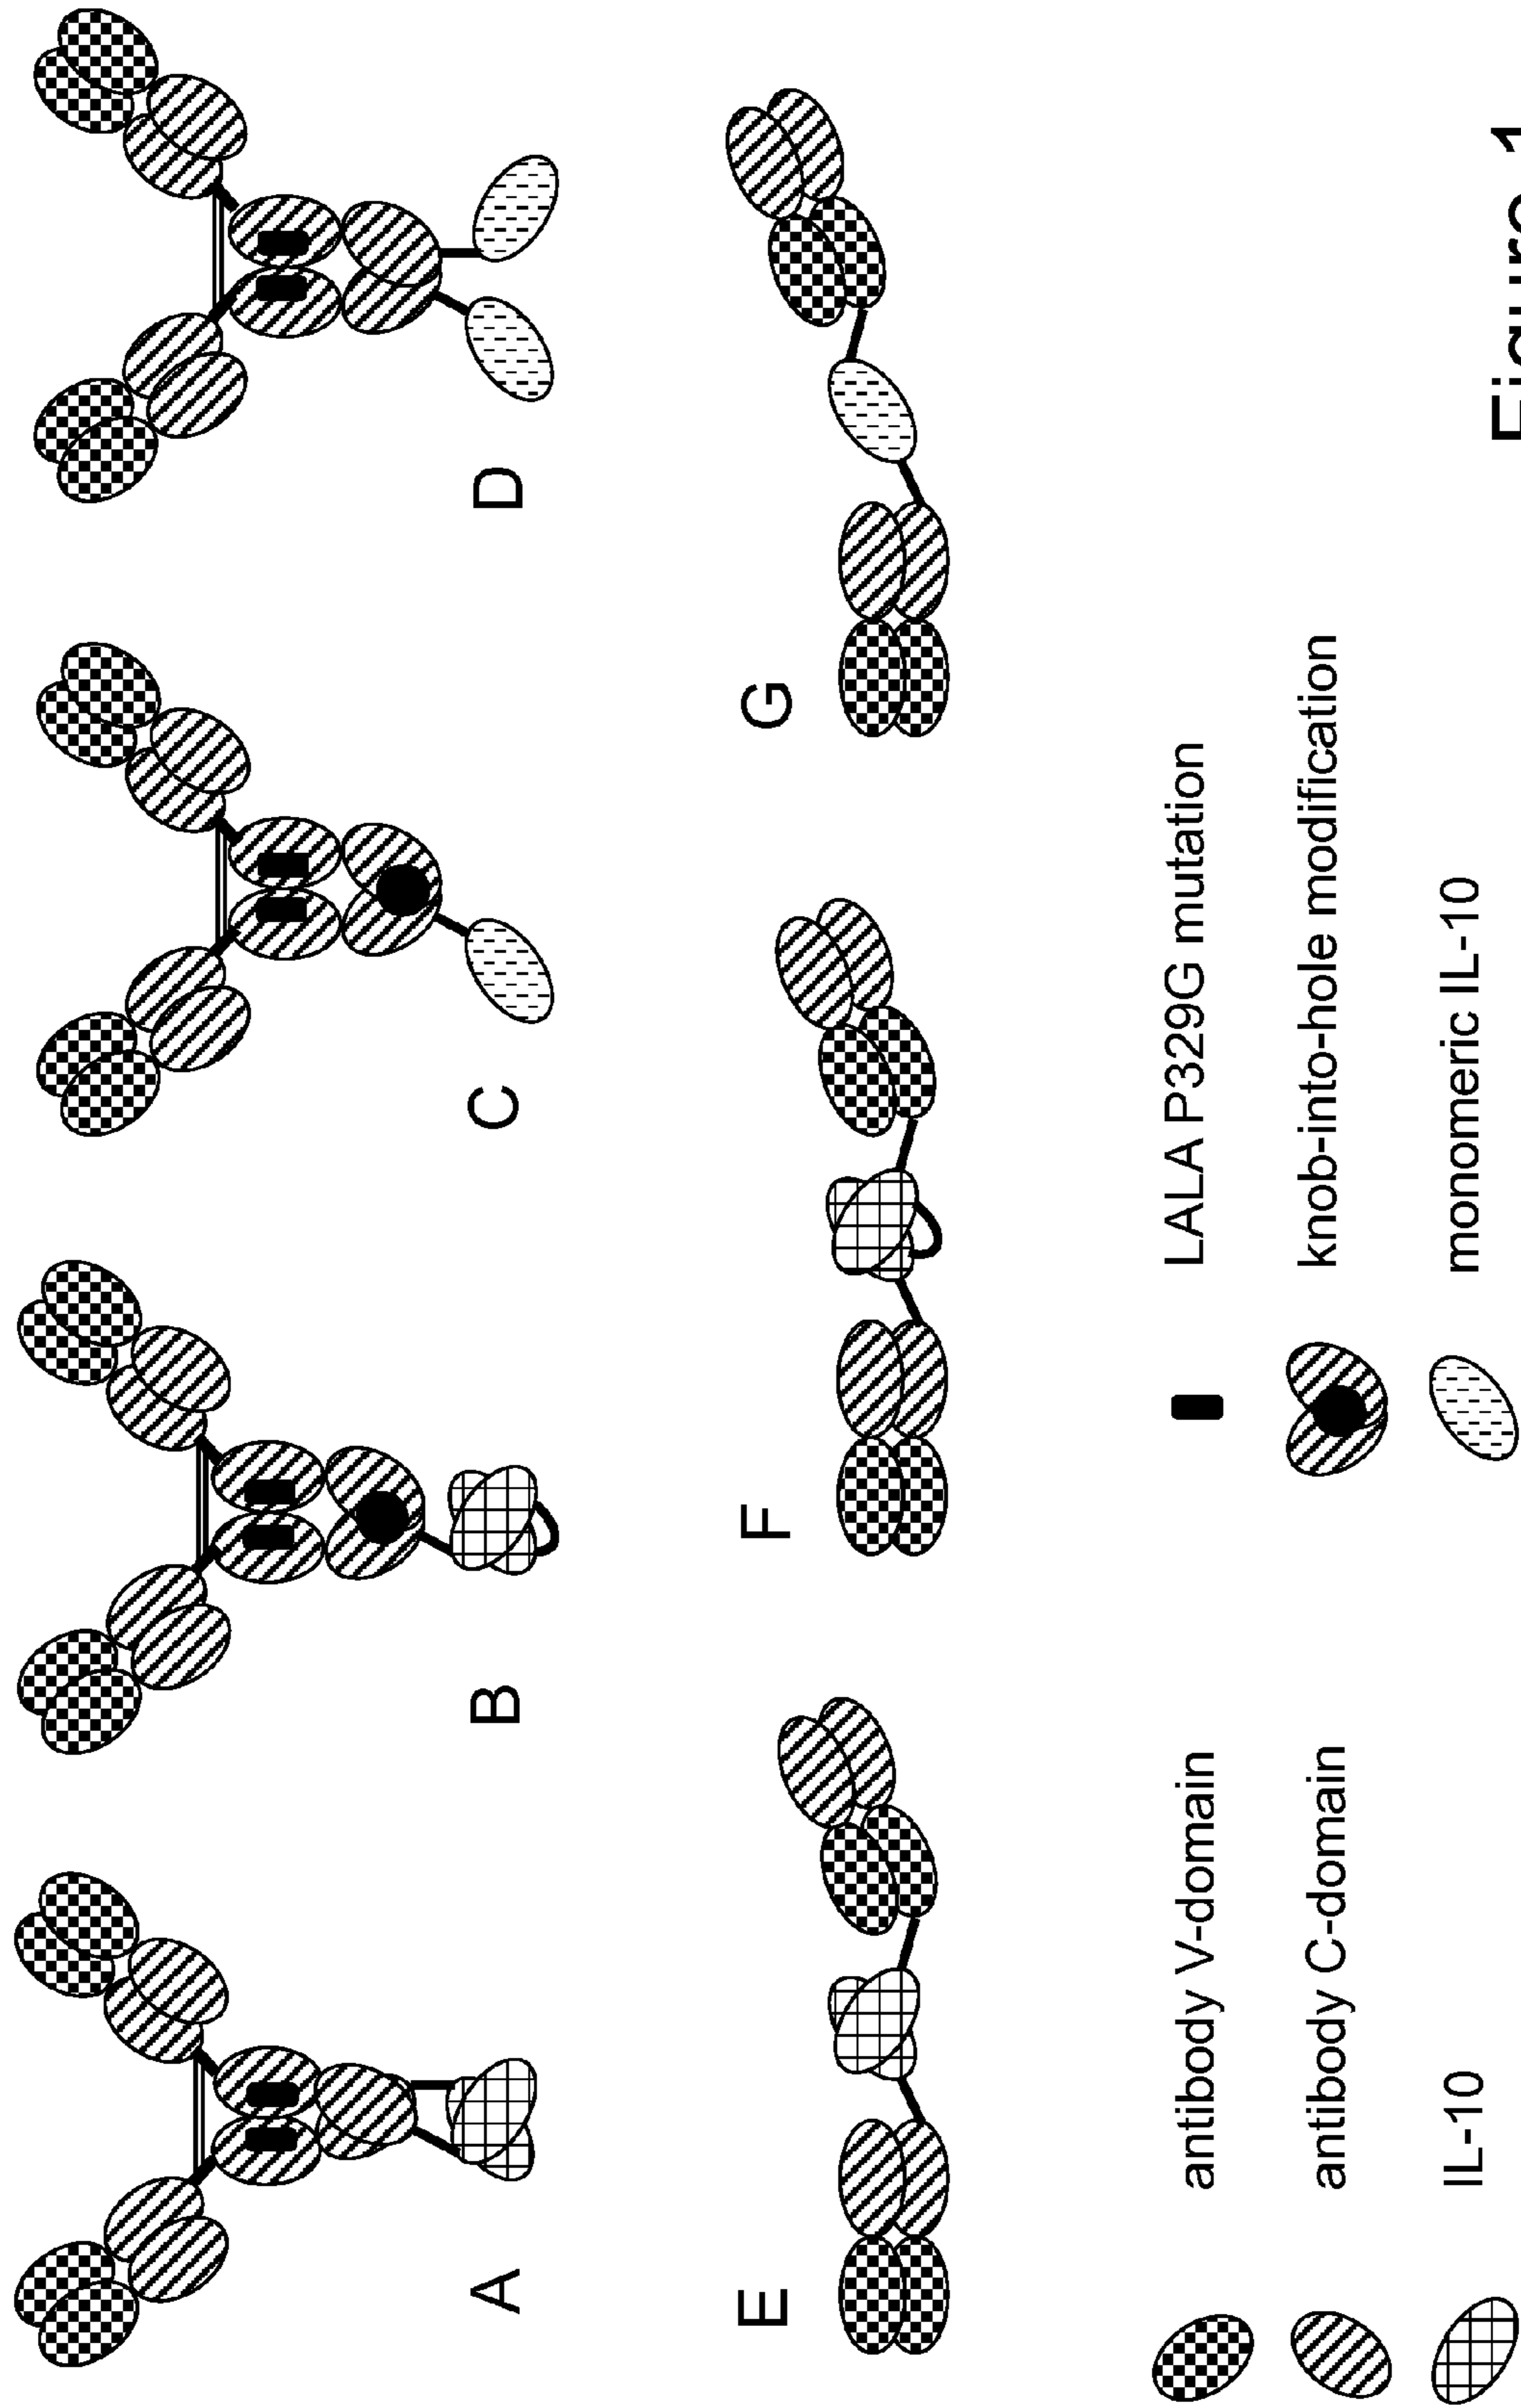 A
B
C
D
E
F
G
antibody V-domain
LALA P329G mutation
antibody C-domain
knob-into-hole modification
IL-10
monomeric IL-10
Figure 1